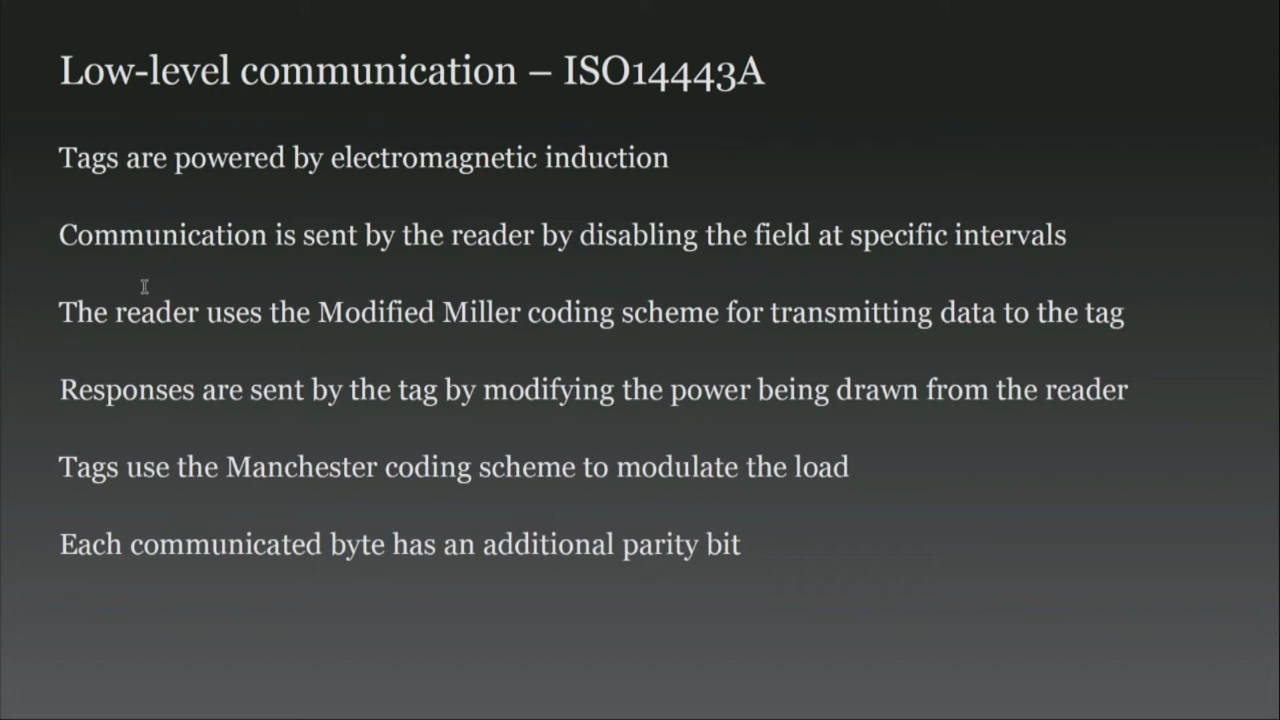 Low-level communication – ISO14443A
Tags are powered by electromagnetic induction
Communication is sent by the reader by disabling the field at specific intervals
The reader uses the Modified Miller coding scheme for transmitting data to the tag
Responses are sent by the tag by modifying the power being drawn from the reader
Tags use the Manchester coding scheme to modulate the load
Each communicated byte has an additional parity bit